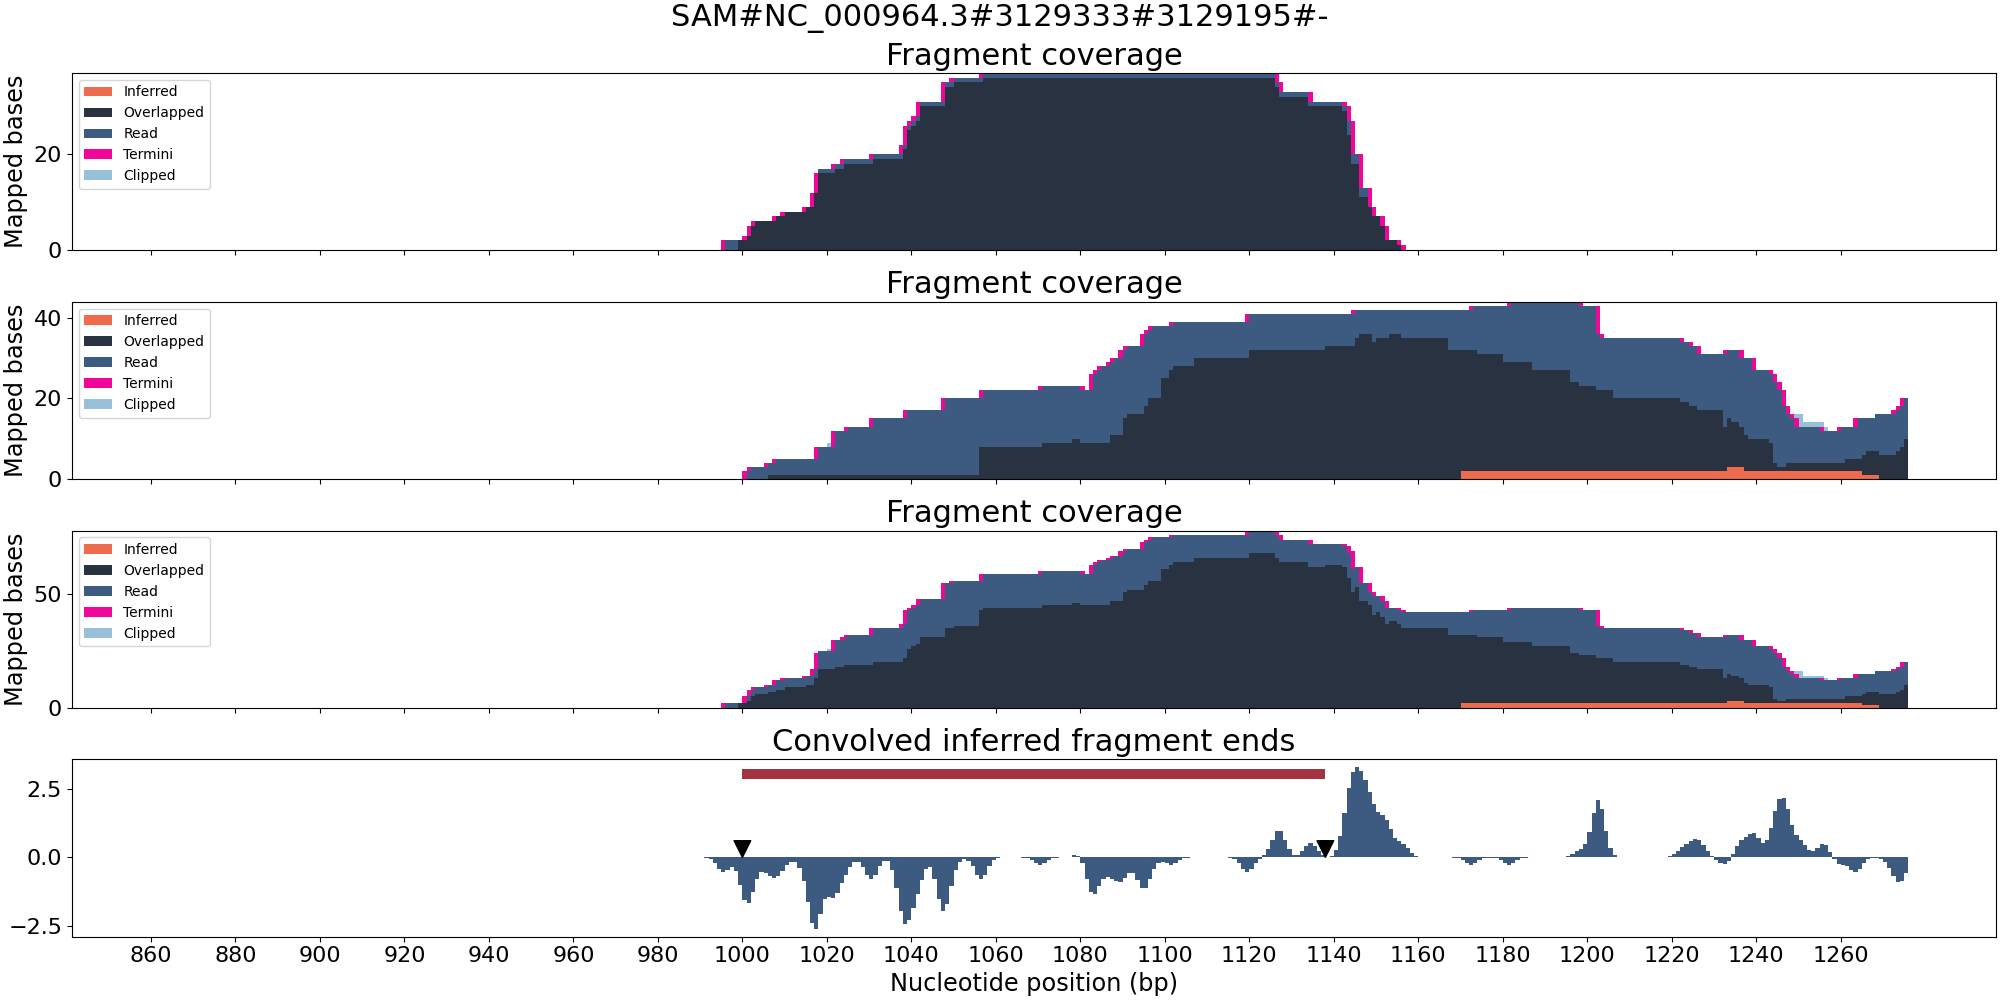 SAM#NC_000964.3#3129333#3129195#-
Fragment coverage
Mapped bases
20
0
Inferred
Overlapped
Read
Termini
Clipped
Fragment coverage
Mapped bases
40
20
0
Inferred
Overlapped
Read
Termini
Clipped
Fragment coverage
Mapped bases
50
0
Inferred
Overlapped
Read
Termini
Clipped
Convolved inferred fragment ends
2.5
0.0
−2.5
860 880 900 920 940 960 980 1000 1020 1040 1060 1080 1100 1120 1140 1160 1180 1200 1220 1240 1260
Nucleotide position (bp)